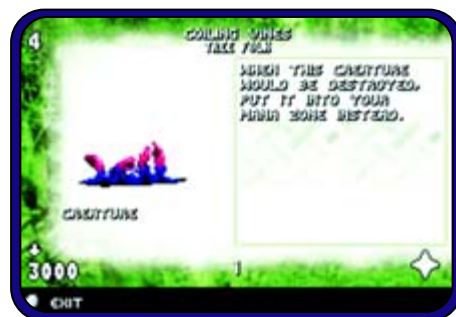 4
COILING VINES
TREE FOLK
WHEN THIS CREATURE
WOULD BE DESTROYED,
PUT IT INTO YOUR
MANA ZONE INSTEAD.
CREATURE
3000
1
EXIT